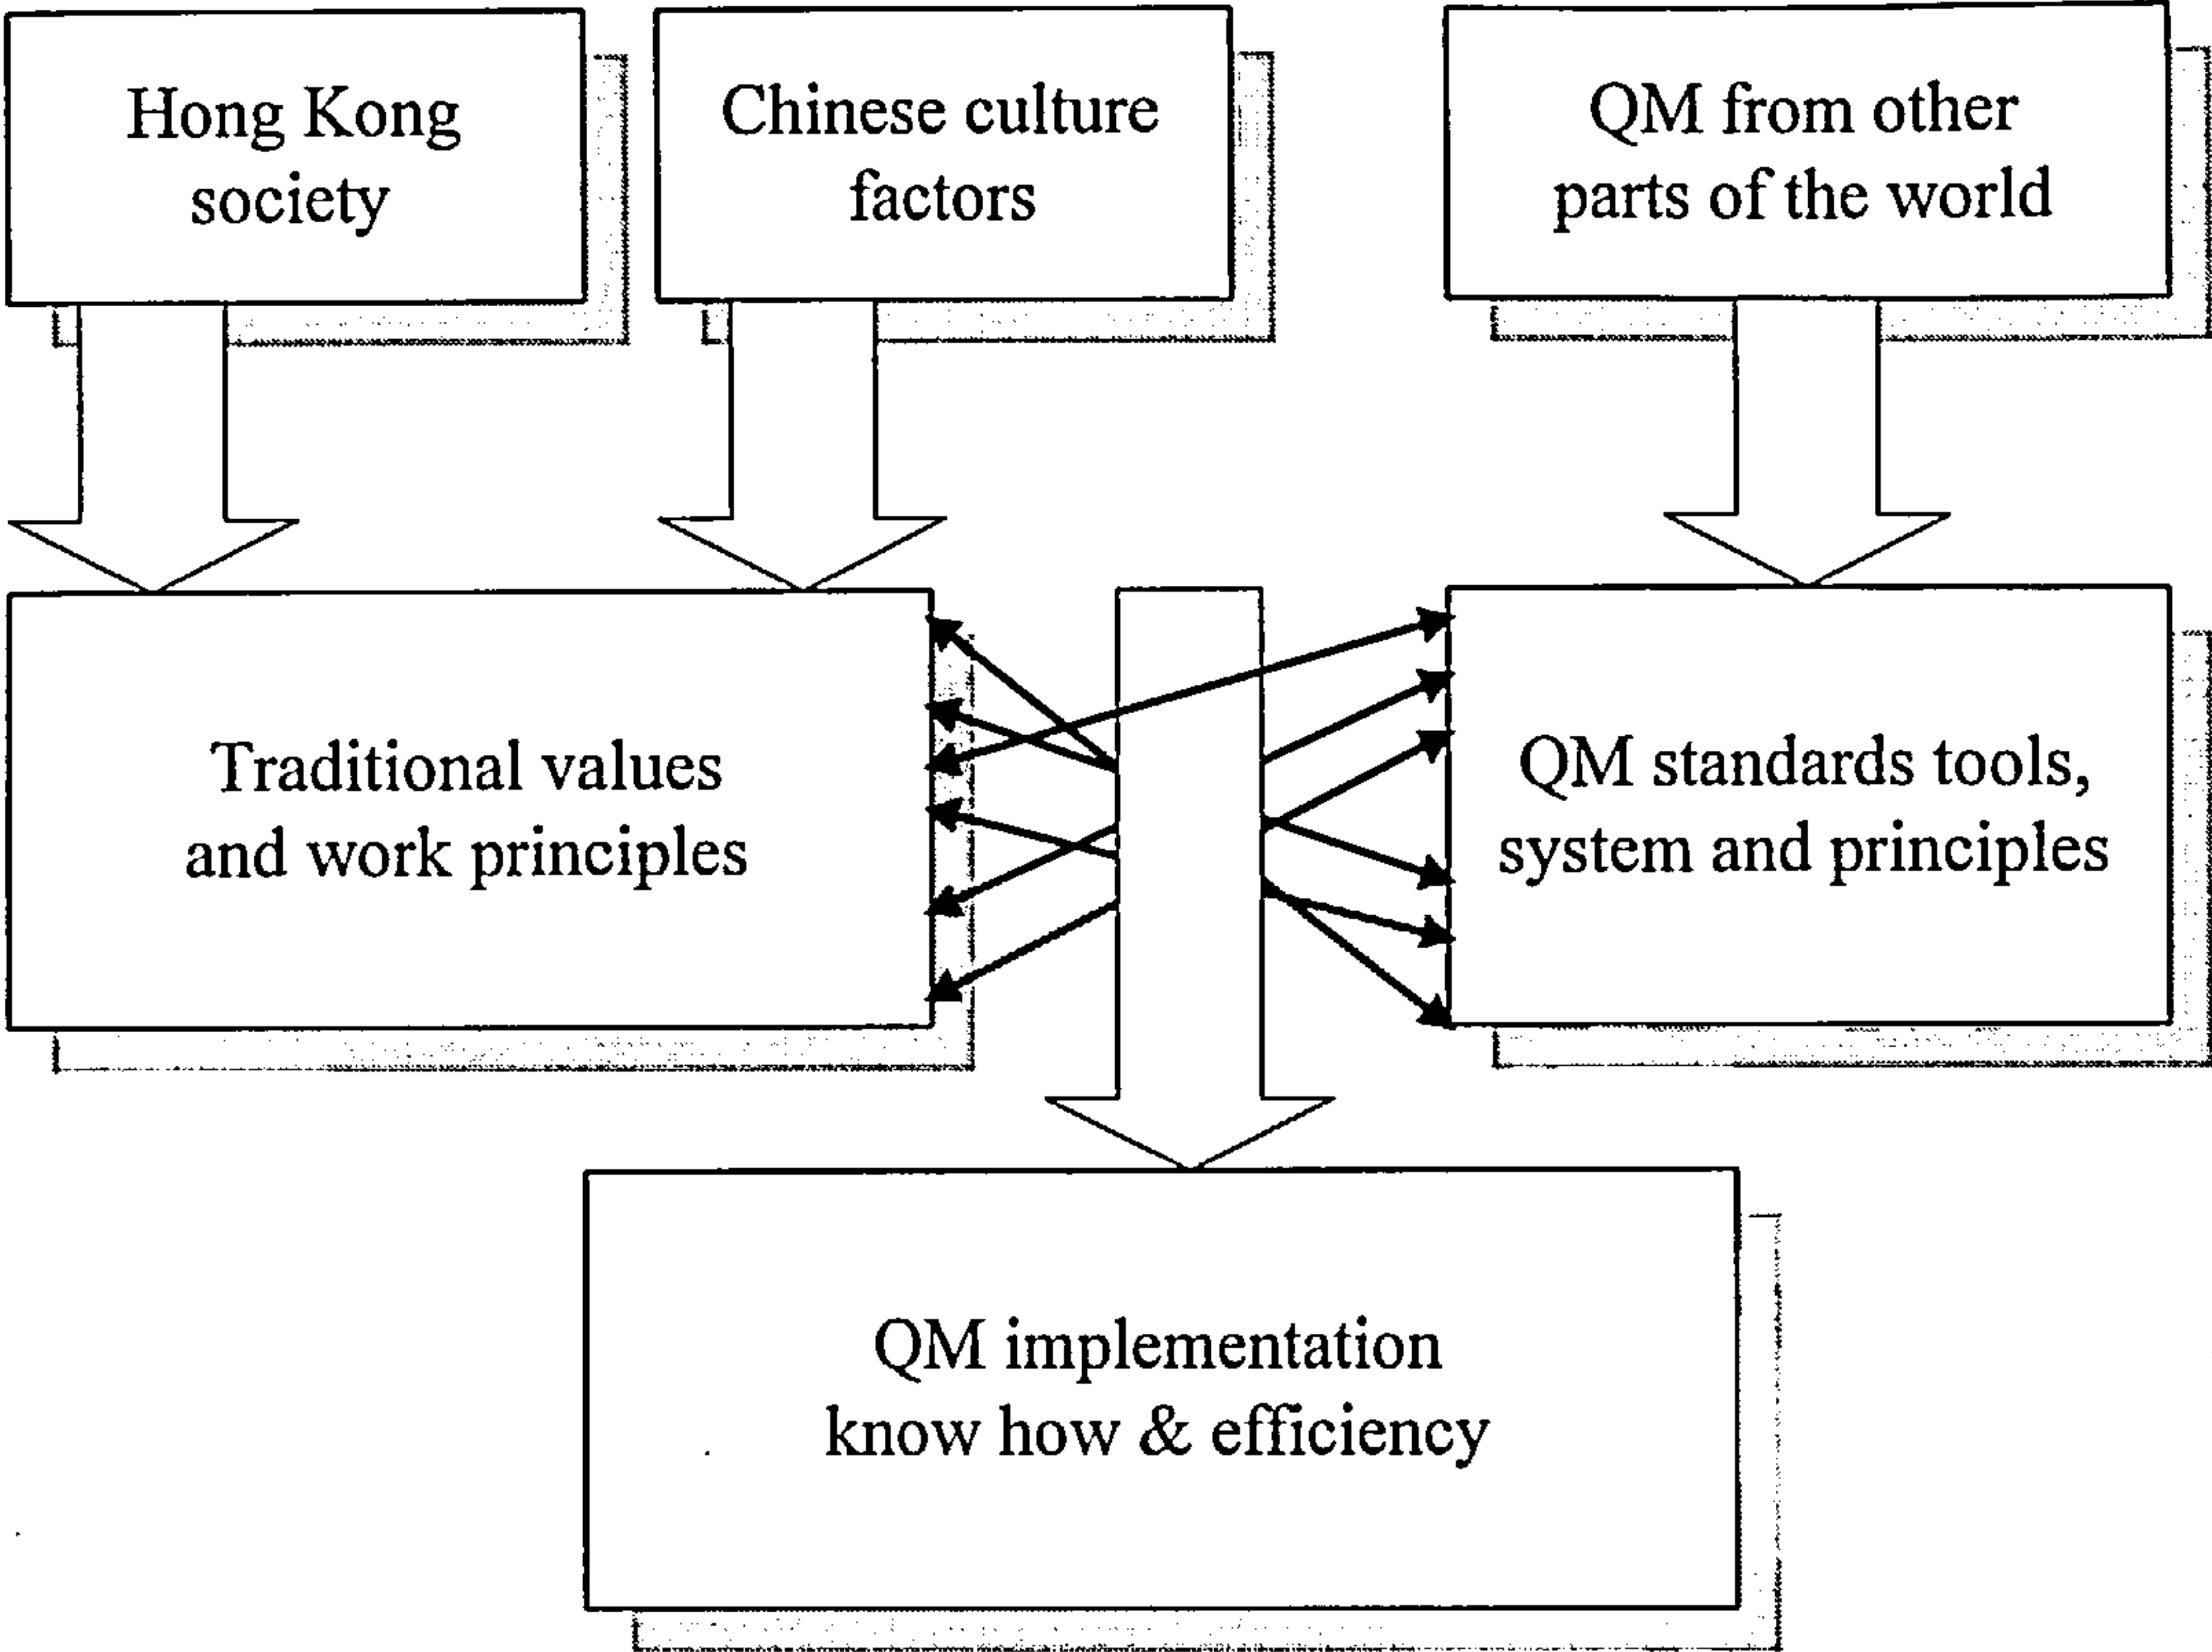 Hong Kong
society
Chinese culture
factors
QM from other
parts of the world
Traditional values
and work principles
QM standards tools,
system and principles
QM implementation
know how & efficiency